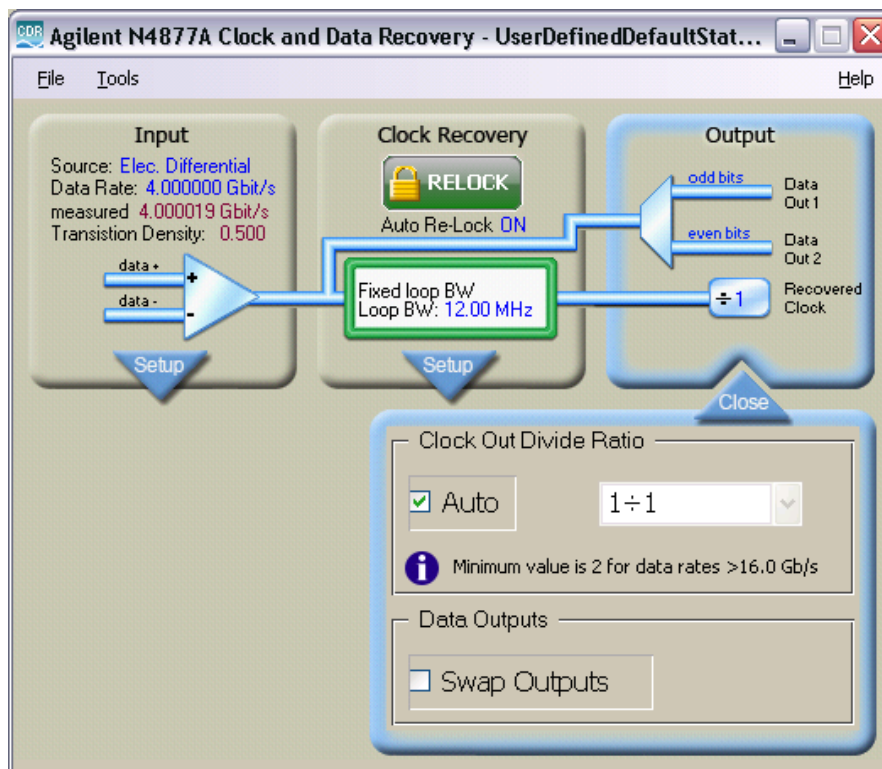 CDR Agilent N4877A Clock and Data Recovery - UserDefinedDefaultStat...
File Tools Help
Input
Source: Elec. Differential
Data Rate: 4.000000 Gbit/s
measured 4.000019 Gbit/s
Transistion Density: 0.500
data +
+
data -
-
Setup
Clock Recovery
RELOCK
Auto Re-Lock ON
Fixed loop BW
Loop BW: 12.00 MHz
Setup
Output
odd bits
Data
Out 1
even bits
Data
Out 2
÷1
Recovered
Clock
Close
Clock Out Divide Ratio
Auto
1÷1
Minimum value is 2 for data rates >16.0 Gb/s
Data Outputs
Swap Outputs